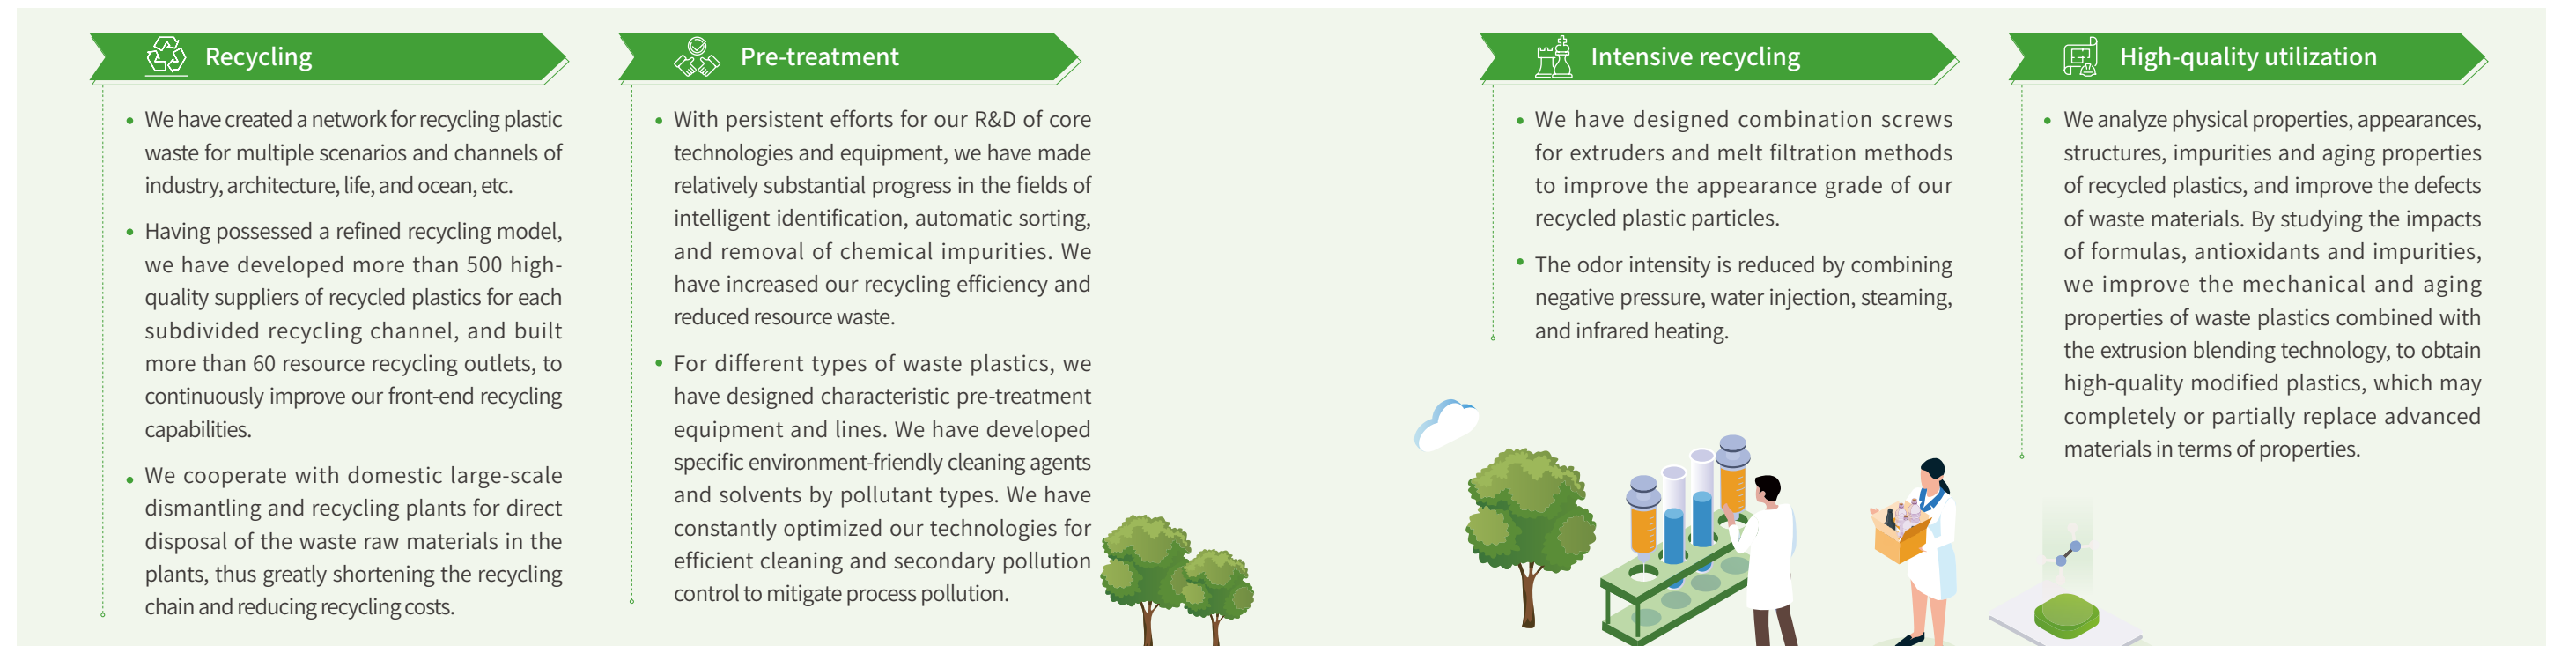 Recycling
We have created a network for recycling plastic
waste for multiple scenarios and channels of
industry, architecture, life, and ocean, etc.
Having possessed a refined recycling model,
we have developed more than 500 high-
quality suppliers of recycled plastics for each
subdivided recycling channel, and built
more than 60 resource recycling outlets, to
continuously improve our front-end recycling
capabilities.
We cooperate with domestic large-scale
dismantling and recycling plants for direct
disposal of the waste raw materials in the
plants, thus greatly shortening the recycling
chain and reducing recycling costs.
Pre-treatment
With persistent efforts for our R&D of core
technologies and equipment, we have made
relatively substantial progress in the fields of
intelligent identification, automatic sorting,
and removal of chemical impurities. We
have increased our recycling efficiency and
reduced resource waste.
For different types of waste plastics, we
have designed characteristic pre-treatment
equipment and lines. We have developed
specific environment-friendly cleaning agents
and solvents by pollutant types. We have
constantly optimized our technologies for
efficient cleaning and secondary pollution
control to mitigate process pollution.
Intensive recycling
We have designed combination screws
for extruders and melt filtration methods
to improve the appearance grade of our
recycled plastic particles.
The odor intensity is reduced by combining
negative pressure, water injection, steaming,
and infrared heating.
High-quality utilization
We analyze physical properties, appearances,
structures, impurities and aging properties
of recycled plastics, and improve the defects
of waste materials. By studying the impacts
of formulas, antioxidants and impurities,
we improve the mechanical and aging
properties of waste plastics combined with
the extrusion blending technology, to obtain
high-quality modified plastics, which may
completely or partially replace advanced
materials in terms of properties.